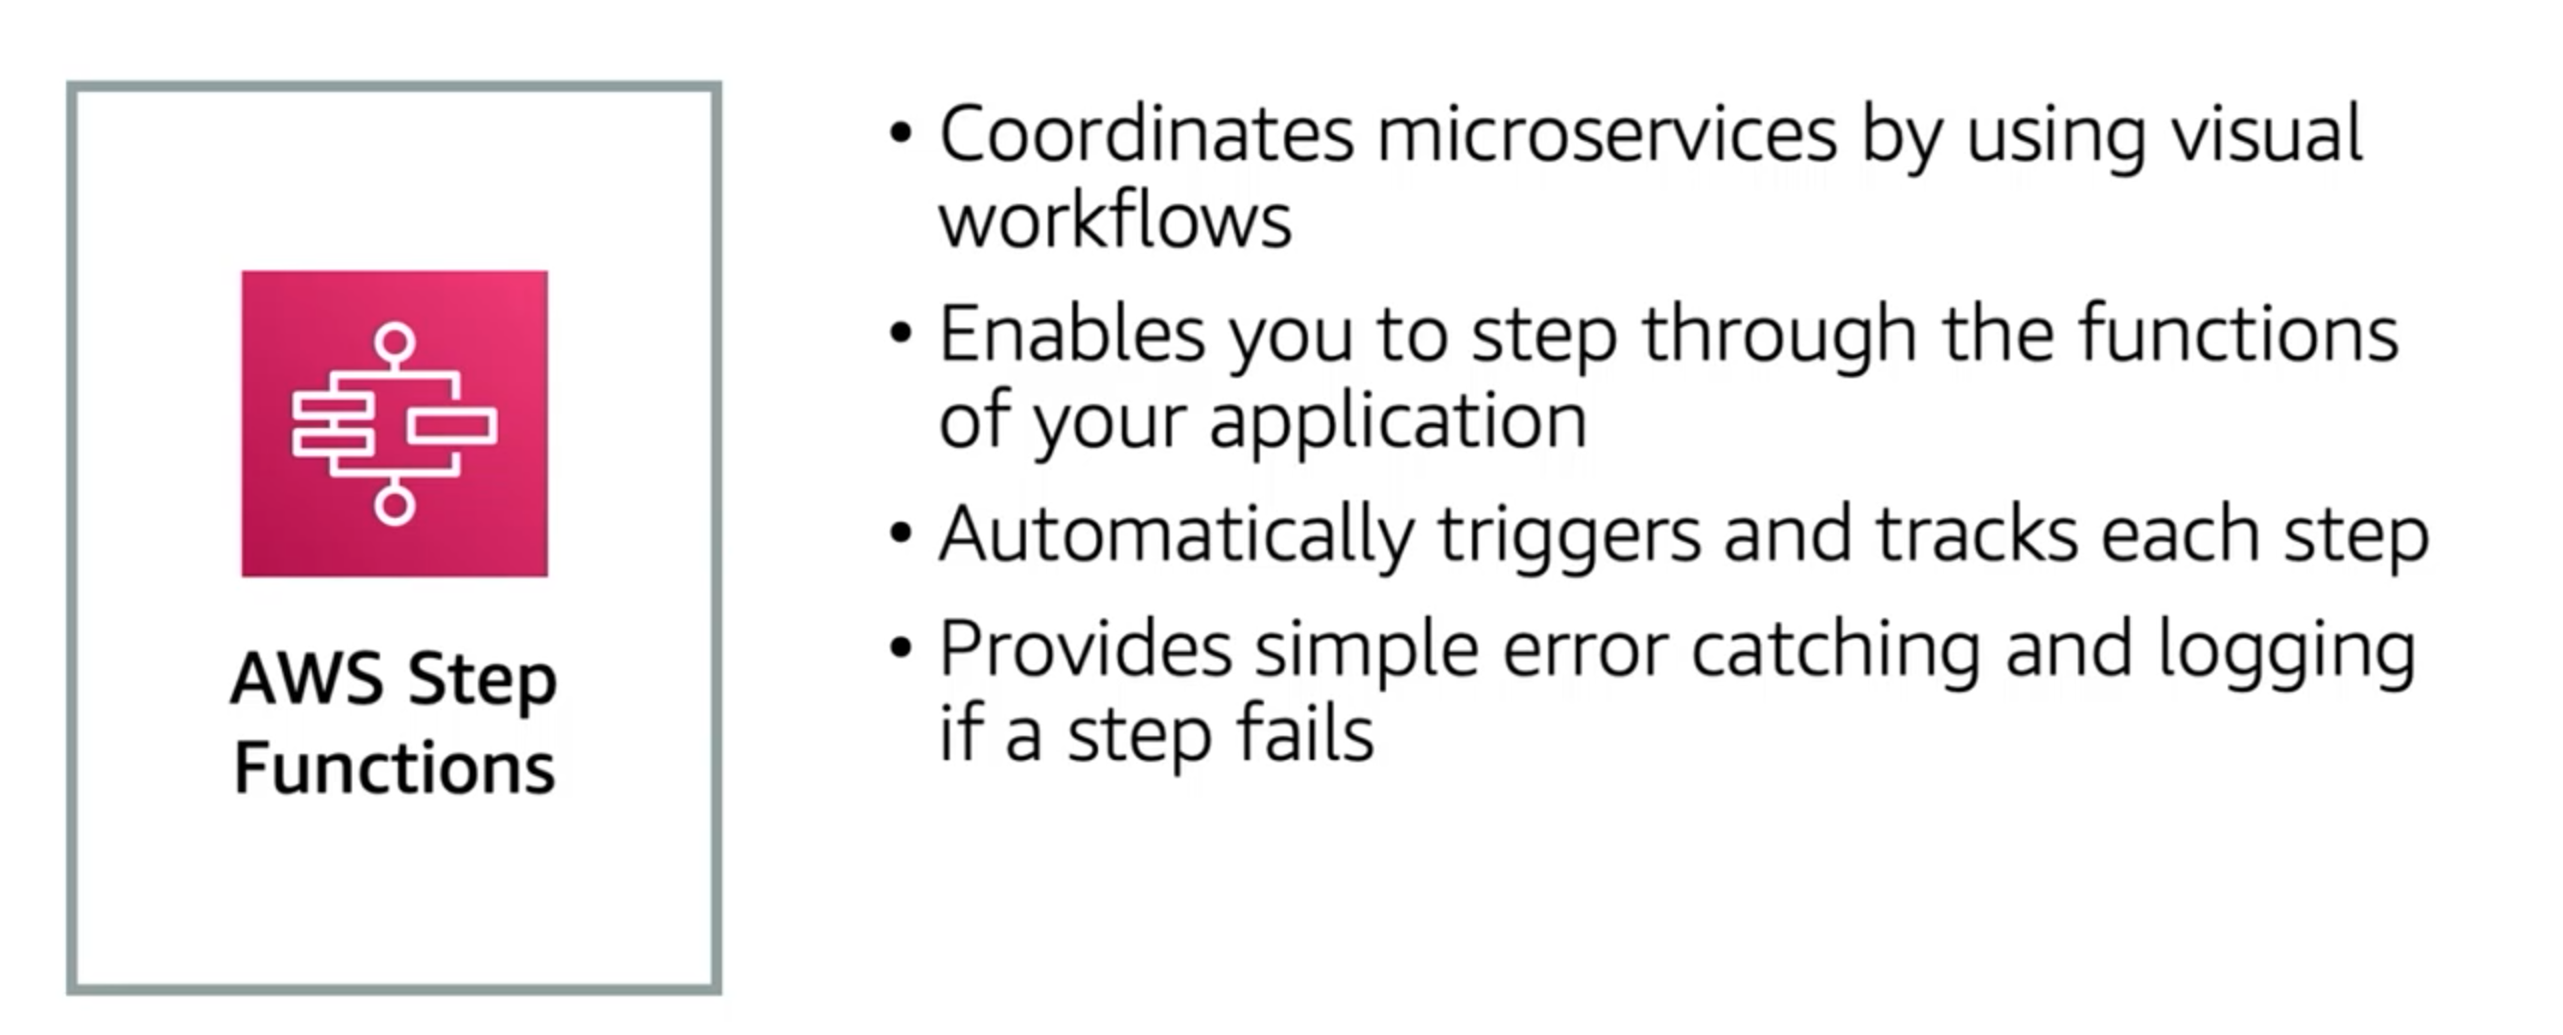 AWS Step
Functions
• Coordinates microservices by using visual
workflows
• Enables you to step through the functions
of your application
• Automatically triggers and tracks each step
• Provides simple error catching and logging
if a step fails